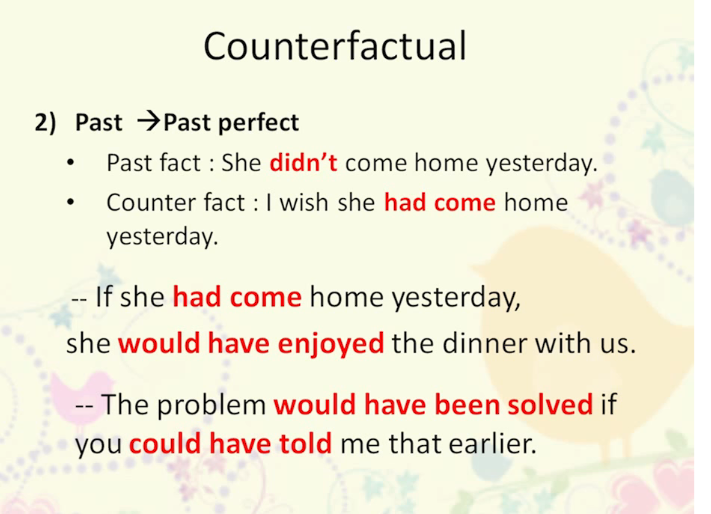 Counterfactual
2) Past →Past perfect
• Past fact : She didn’t come home yesterday.
• Counter fact : I wish she had come home
yesterday.
-- If she had come home yesterday,
she would have enjoyed the dinner with us.
-- The problem would have been solved if
you could have told me that earlier.